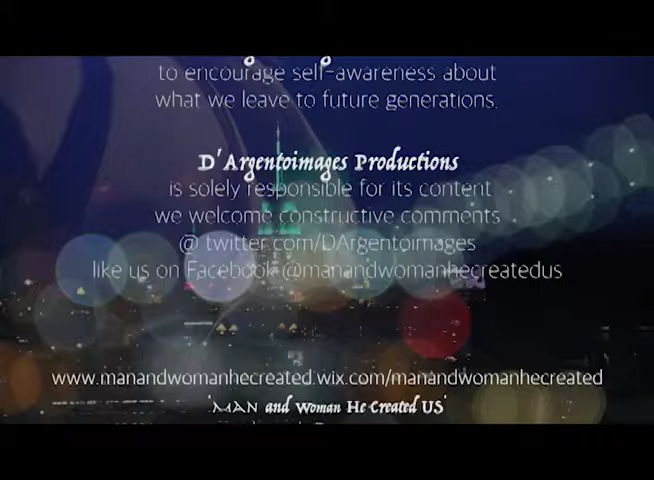 to encourage self-awareness about
what we leave to future generations.
D'Argentoimages Productions
is solely responsible for its content
we welcome constructive comments
@ twitter.com/DArgentoimages
like us on Facebook @manandwomanhecreatedus
www.manandwomanhecreated.wix.com/manandwomanhecreated
'MAN and Woman He Created US'